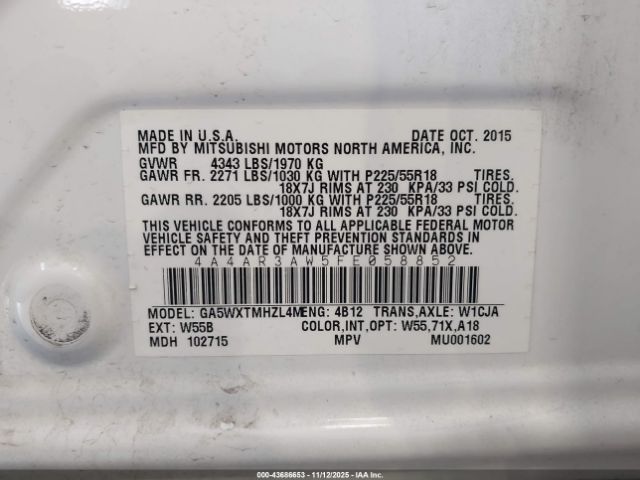 MADE IN U.S.A. DATE OCT. 2015
MFD BY MITSUBISHI MOTORS NORTH AMERICA, INC.
GVWR 4343 LBS/1970 KG
GAWR FR. 2271 LBS/1030 KG WITH P225/55R18 TIRES.
18X7J RIMS AT 230 KPA/33 PSI COLD.
GAWR RR. 2205 LBS/1000 KG WITH P225/55R18 TIRES.
18X7J RIMS AT 230 KPA/33 PSI COLD.
THIS VEHICLE CONFORMS TO ALL APPLICABLE FEDERAL MOTOR
VEHICLE SAFETY AND THEFT PREVENTION STANDARDS IN
EFFECT ON THE DATE OF MANUFACTURE SHOWN ABOVE.
4A4AR3AW5FE058852
MODEL: GA5WXTMHZL4MENG: 4B12 TRANS,AXLE: W1CJA
EXT: W55B COLOR,INT,OPT: W55,71X,A18
MDH 102715 MPV MU001602
000-43686653 - 11/12/2025 - IAA Inc.